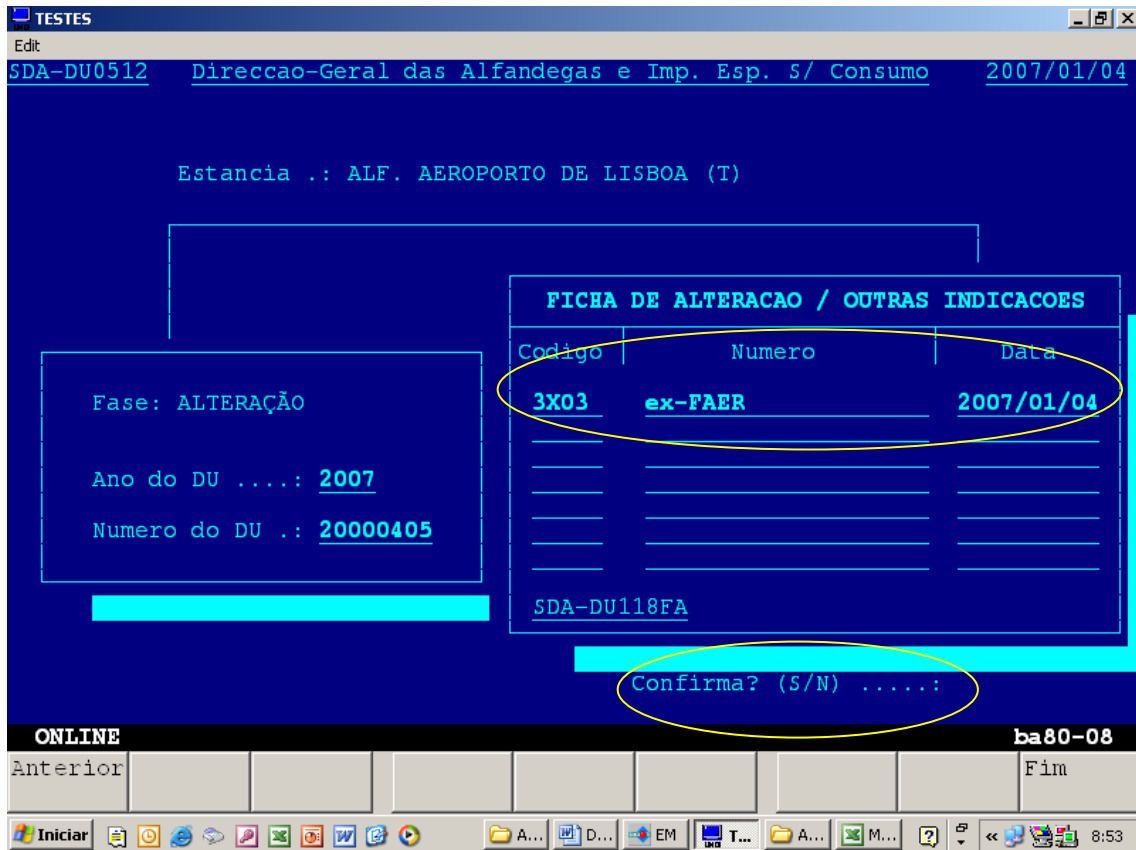 TESTES
Edit
SDA-DU0512 Direccao-Geral das Alfandegas e Imp. Esp. S/ Consumo 2007/01/04
Estancia .: ALF. AEROPORTO DE LISBOA (T)
FICHA DE ALTERACAO / OUTRAS INDICACOES
Codigo Numero Data
3X03 ex-FAER 2007/01/04
Fase: ALTERAÇÃO
Ano do DU ....: 2007
Numero do DU .: 20000405
SDA-DU118FA
Confirma? (S/N) .....:
ONLINE ba80-08
Anterior Fim
Iniciar A... D... EM T... A... M... 8:53